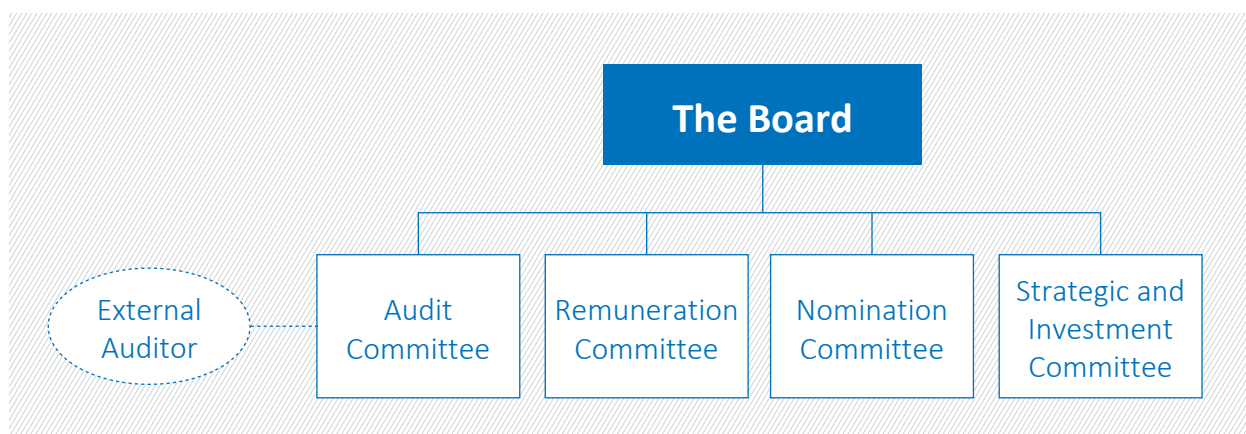 The Board
External
Auditor
Audit
Committee
Remuneration
Committee
Nomination
Committee
Strategic and
Investment
Committee